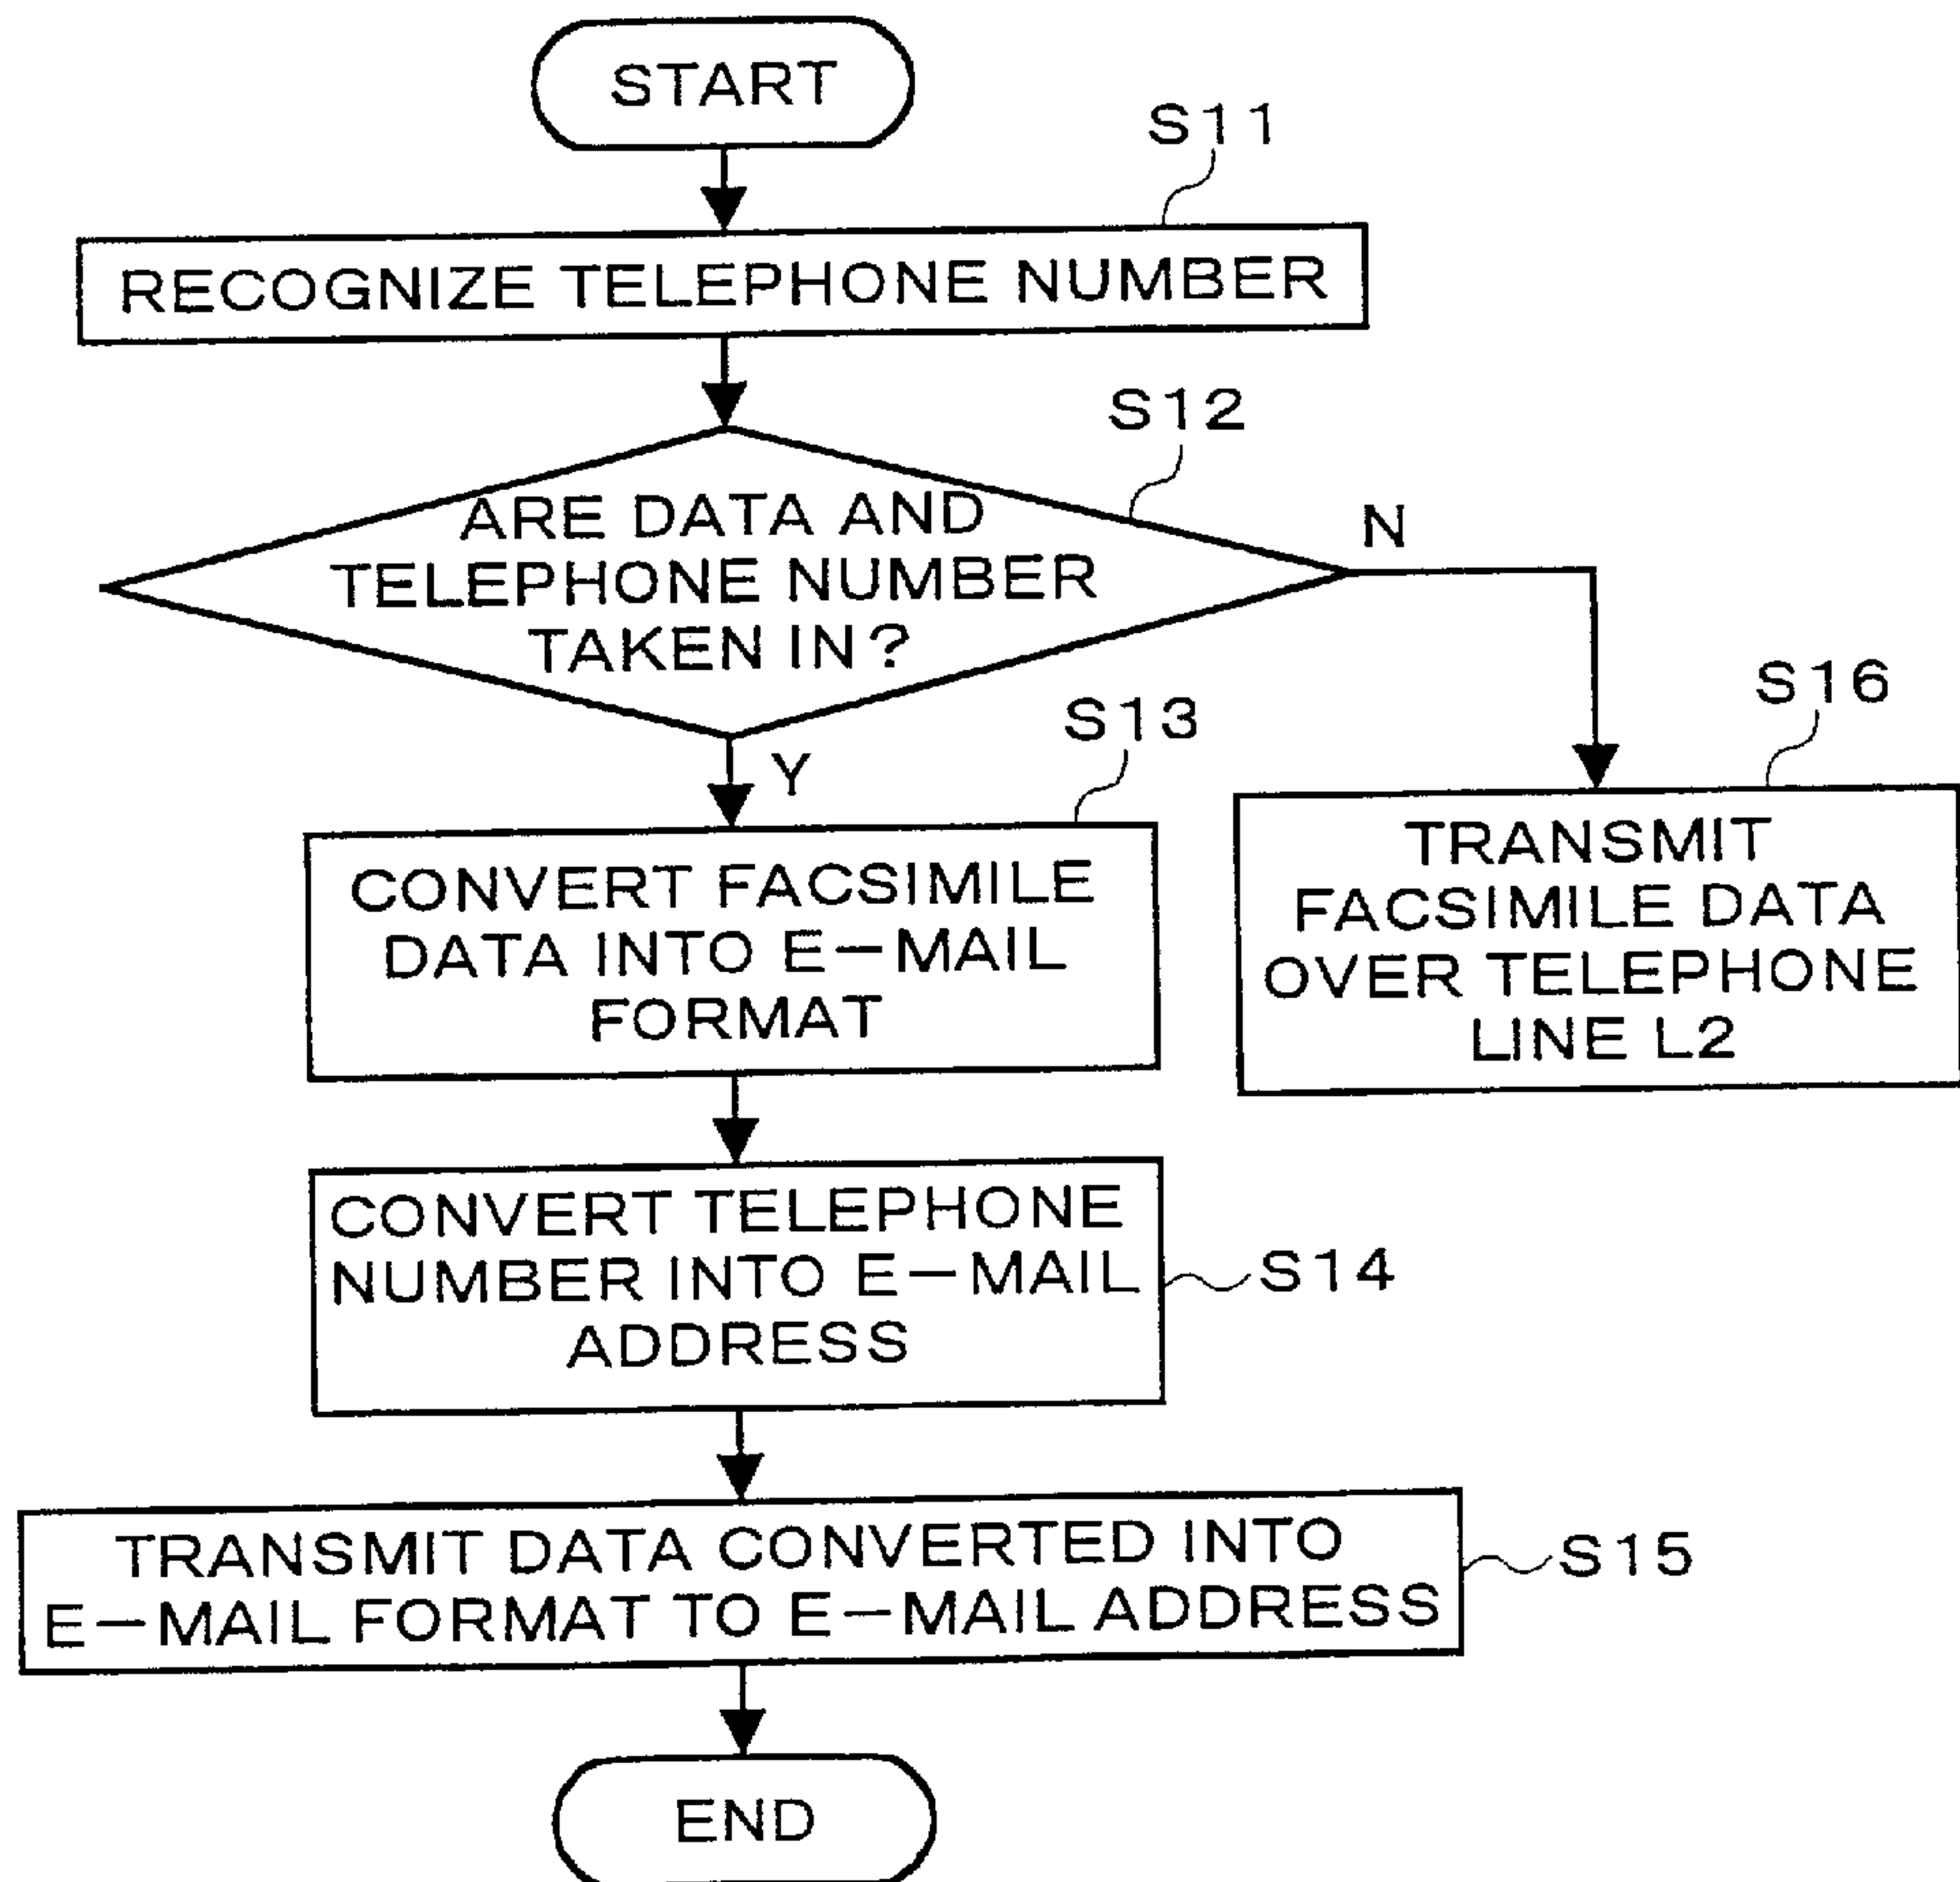 START
S11
RECOGNIZE TELEPHONE NUMBER
S12
ARE DATA AND
TELEPHONE NUMBER
TAKEN IN?
N
Y
S13
CONVERT FACSIMILE
DATA INTO E-MAIL
FORMAT
S16
TRANSMIT
FACSIMILE DATA
OVER TELEPHONE
LINE L2
CONVERT TELEPHONE
NUMBER INTO E-MAIL
ADDRESS
S14
TRANSMIT DATA CONVERTED INTO
E-MAIL FORMAT TO E-MAIL ADDRESS
S15
END